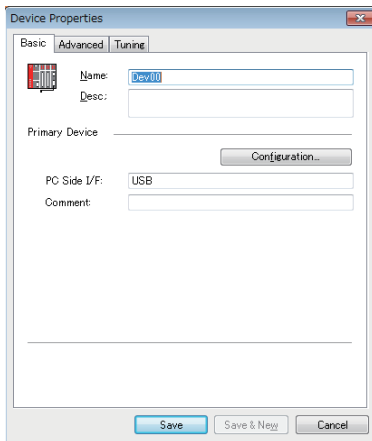 Device Properties
Basic Advanced Tuning
Name: Dev00
Desc:
Primary Device
Configuration...
PC Side I/F: USB
Comment:
Save Save & New Cancel